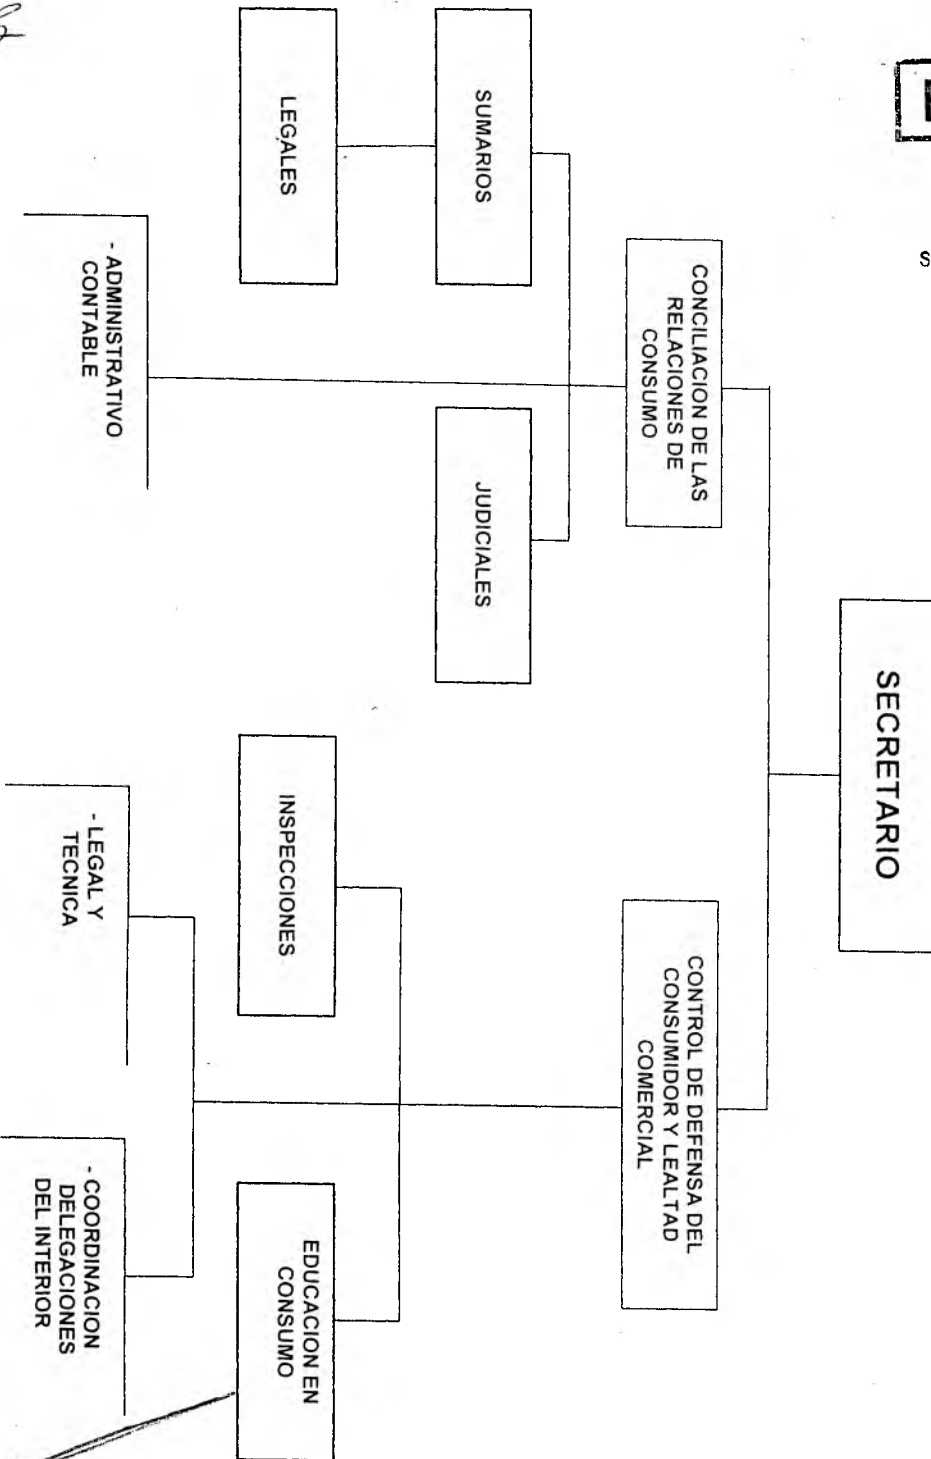 SECRETARIO
CONCILIACION DE LAS
RELACIONES DE
CONSUMO
CONTROL DE DEFENSA DEL
CONSUMIDOR Y LEALTAD
COMERCIAL
SUMARIOS
JUDICIALES
LEGALES
INSPECCIONES
EDUCACION EN
CONSUMO
- ADMINISTRATIVO
CONTABLE
- LEGAL Y
TECNICA
- COORDINACION
DELEGACIONES
DEL INTERIOR